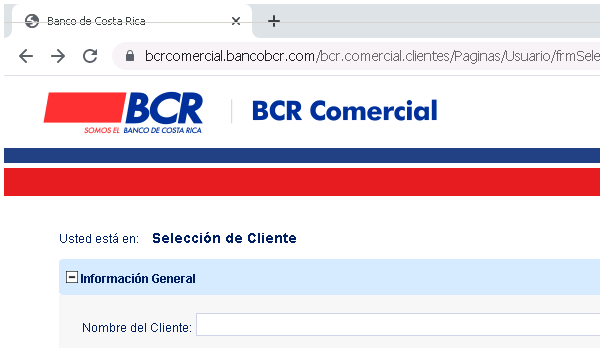 Banco de Costa Rica
bcrcomercial.bancobcr.com/bcr.comercial.clientes/Paginas/Usuario/frmSele
BCR
SOMOS EL BANCO DE COSTA RICA
BCR Comercial
Usted está en: Selección de Cliente
Información General
Nombre del Cliente: